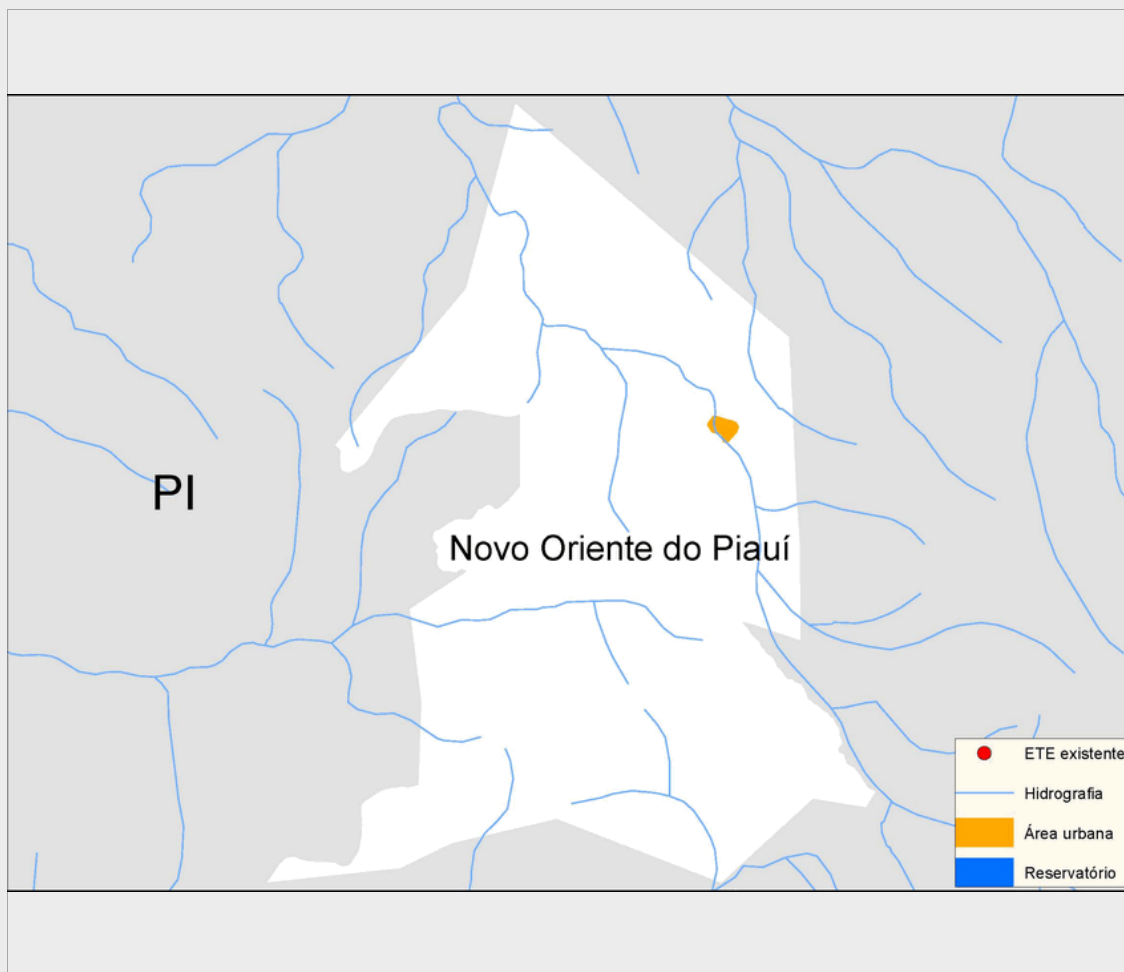 PI
Novo Oriente do Piauí
ETE existente
Hidrografia
Área urbana
Reservatório